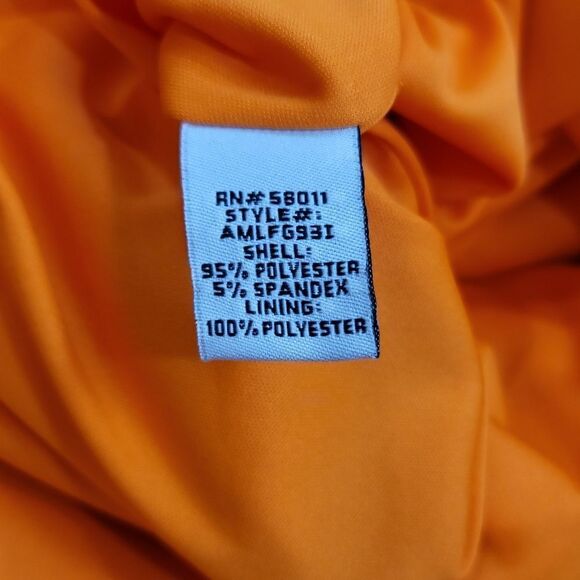 RN# 58011
STYLE#:
AMLFG93I
SHELL:
95% POLYESTER
5% SPANDEX
LINING:
100% POLYESTER